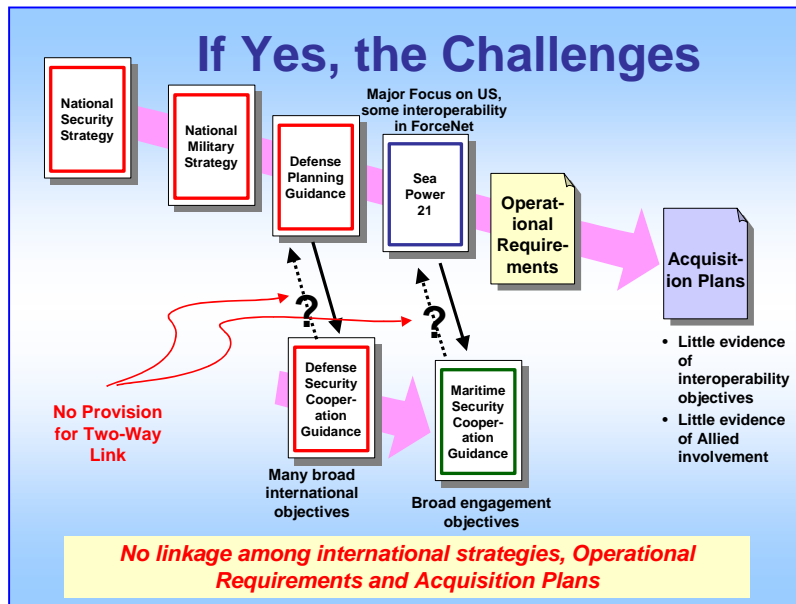 If Yes, the Challenges
National
Security
Strategy
National
Military
Strategy
Defense
Planning
Guidance
Major Focus on US,
some interoperability
in ForceNet
Sea
Power
21
Operat-
ional
Require-
ments
Acquisit-
ion Plans
• Little evidence
of
interoperability
objectives
• Little evidence
of Allied
involvement
?
?
No Provision
for Two-Way
Link
Defense
Security
Cooper-
ation
Guidance
Many broad
international
objectives
Maritime
Security
Cooper-
ation
Guidance
Broad engagement
objectives
No linkage among international strategies, Operational
Requirements and Acquisition Plans